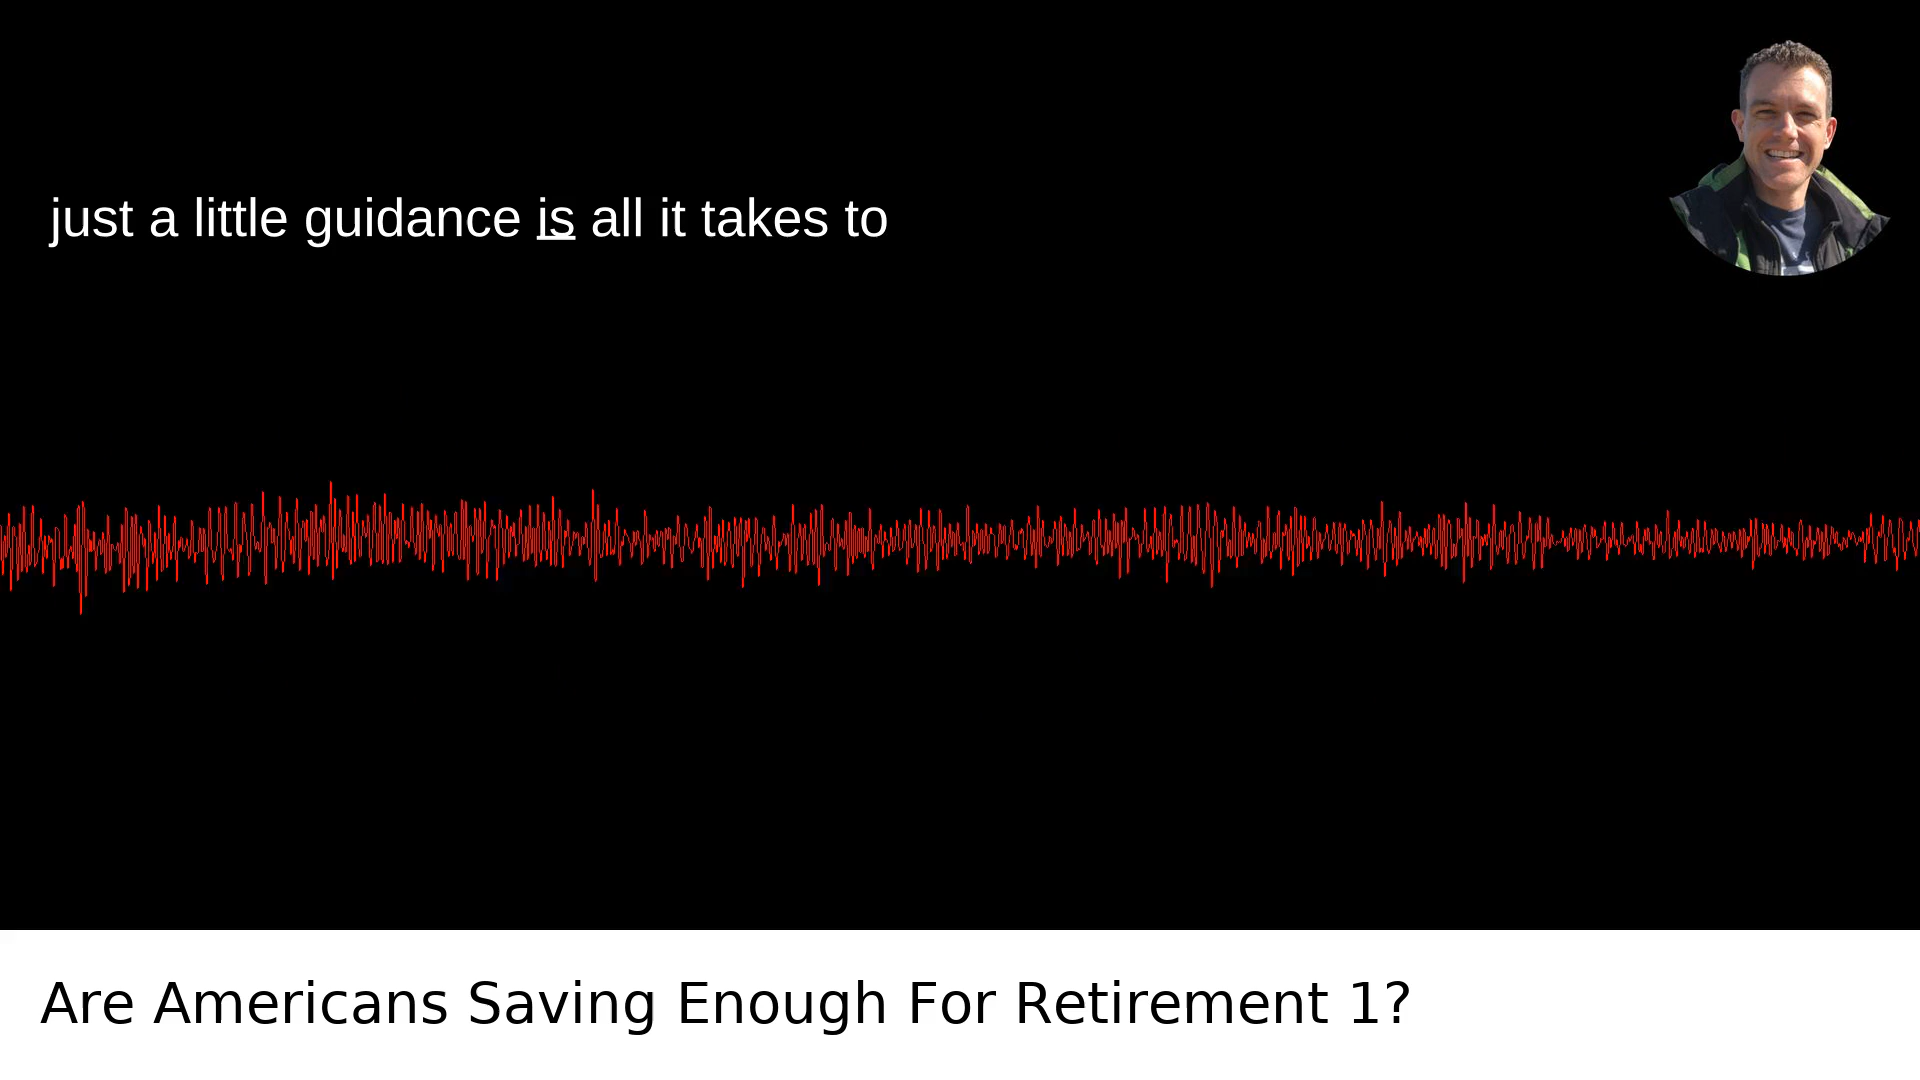 just a little guidance is all it takes to
Are Americans Saving Enough For Retirement 1?